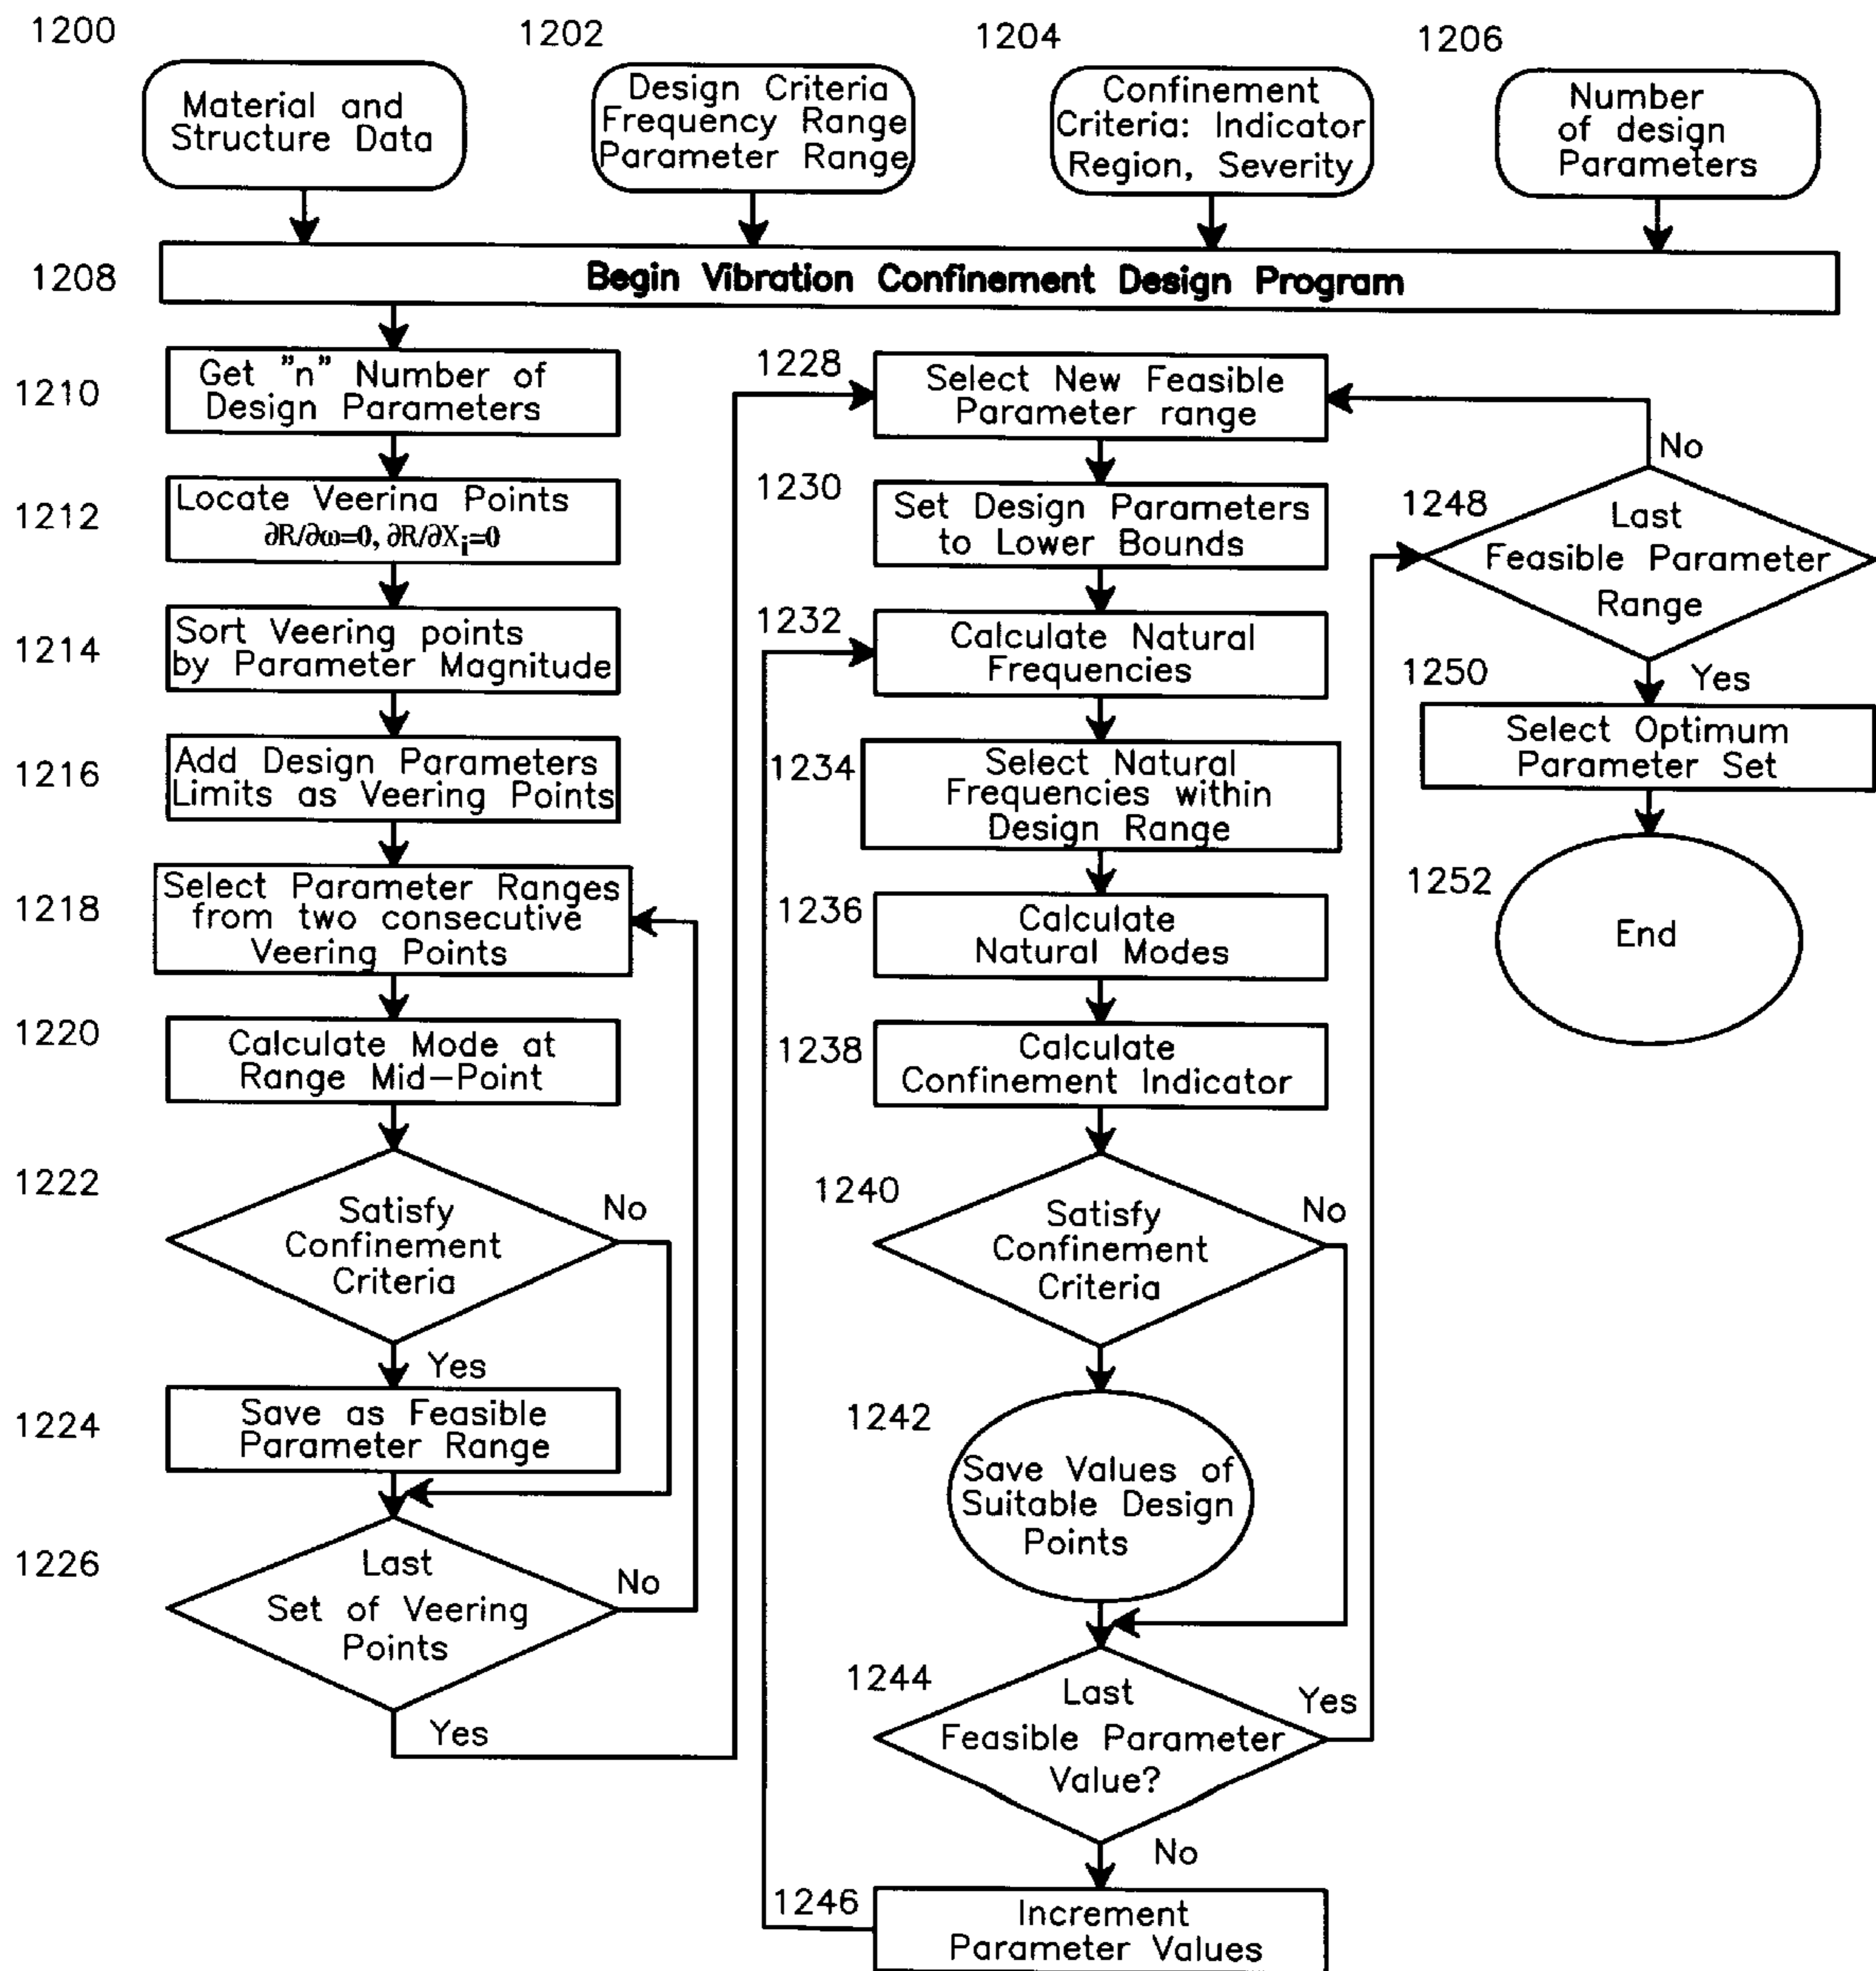 1200
Material and
Structure Data
1202
Design Criteria
Frequency Range
Parameter Range
1204
Confinement
Criteria: Indicator
Region, Severity
1206
Number
of design
Parameters
1208
Begin Vibration Confinement Design Program
1210
Get "n" Number of
Design Parameters
1212
Locate Veerina Points
∂R/∂ω=0, ∂R/∂Xᵢ=0
1214
Sort Veering points
by Parameter Magnitude
1216
Add Design Parameters
Limits as Veering Points
1218
Select Parameter Ranges
from two consecutive
Veering Points
1220
Calculate Mode at
Range Mid-Point
1222
Satisfy
Confinement
Criteria
No
Yes
1224
Save as Feasible
Parameter Range
1226
Last
Set of Veering
Points
No
Yes
1228
Select New Feasible
Parameter range
1230
Set Design Parameters
to Lower Bounds
1232
Calculate Natural
Frequencies
1234
Select Natural
Frequencies within
Design Range
1236
Calculate
Natural Modes
1238
Calculate
Confinement Indicator
1240
Satisfy
Confinement
Criteria
No
1242
Save Values of
Suitable Design
Points
1244
Last
Feasible Parameter
Value?
Yes
No
1246
Increment
Parameter Values
1248
Last
Feasible Parameter
Range
No
Yes
1250
Select Optimum
Parameter Set
1252
End